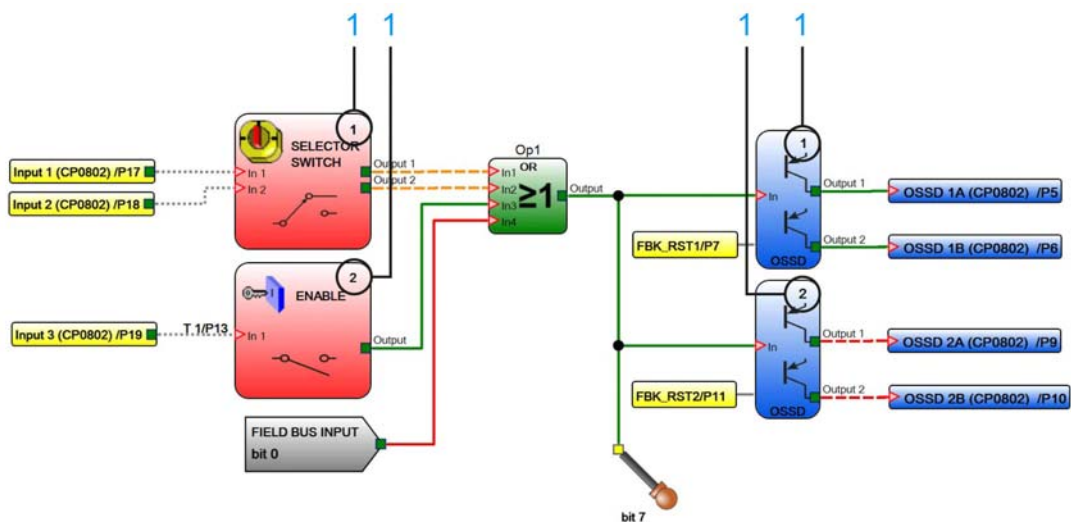 1 1 1 1
1
SELECTOR
SWITCH
Input 1 (CP0802) /P17
Input 2 (CP0802) /P18
In 1
In 2
Output 1
Output 2
Op1
OR
≥1
In1
In2
In3
In4
Output
1
In
Output 1
Output 2
OSSD
FBK_RST1/P7
OSSD 1A (CP0802) /P5
OSSD 1B (CP0802) /P6
2
ENABLE
Input 3 (CP0802) /P19
T 1/P13
In 1
Output
2
In
Output 1
Output 2
OSSD
FBK_RST2/P11
OSSD 2A (CP0802) /P9
OSSD 2B (CP0802) /P10
FIELD BUS INPUT
bit 0
bit 7